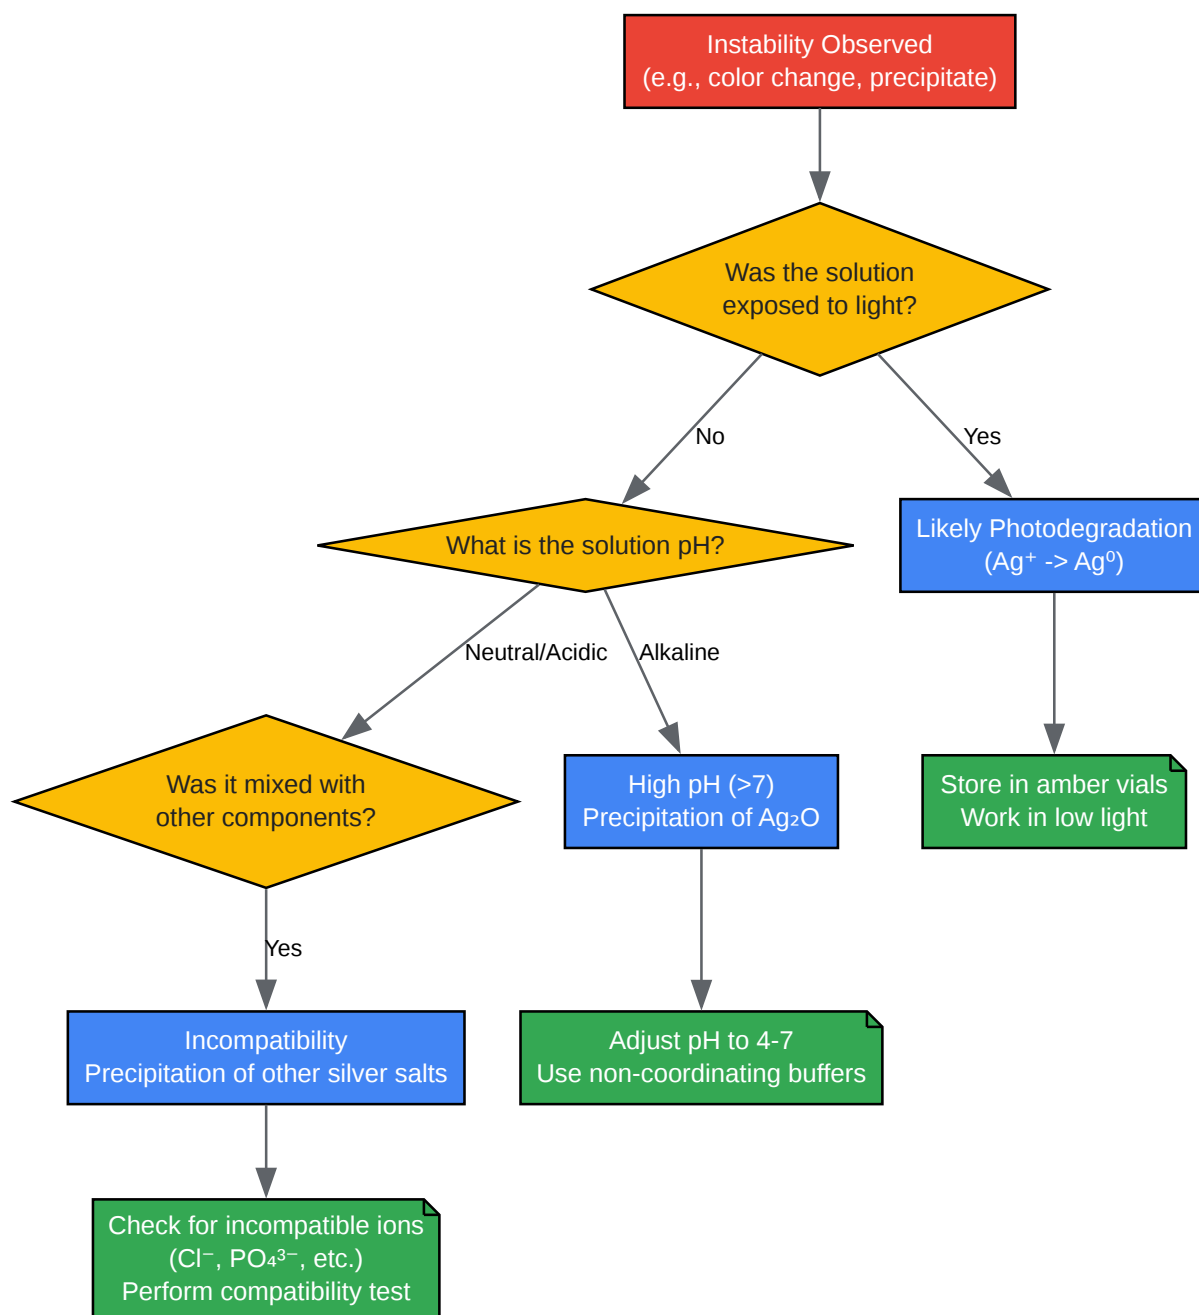 Instability Observed
(e.g., color change, precipitate)
Was the solution
exposed to light?
No
Yes
What is the solution pH?
Likely Photodegradation
(Ag⁺ -> Ag⁰)
Neutral/Acidic
Alkaline
Was it mixed with
other components?
High pH (>7)
Precipitation of Ag₂O
Store in amber vials
Work in low light
Yes
Incompatibility
Precipitation of other silver salts
Adjust pH to 4-7
Use non-coordinating buffers
Check for incompatible ions
(Cl⁻, PO₄³⁻, etc.)
Perform compatibility test